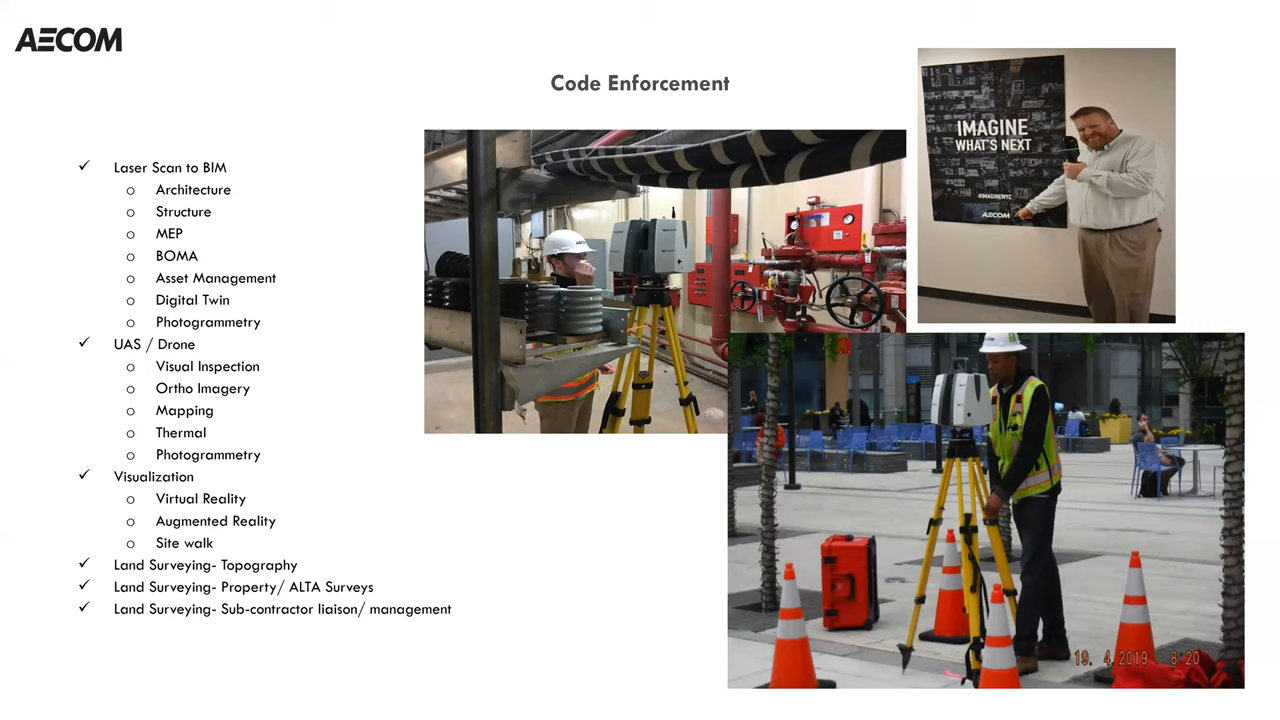 AECOM
Code Enforcement
✓ Laser Scan to BIM
o Architecture
o Structure
o MEP
o BOMA
o Asset Management
o Digital Twin
o Photogrammetry
✓ UAS / Drone
o Visual Inspection
o Ortho Imagery
o Mapping
o Thermal
o Photogrammetry
✓ Visualization
o Virtual Reality
o Augmented Reality
o Site walk
✓ Land Surveying- Topography
✓ Land Surveying- Property/ ALTA Surveys
✓ Land Surveying- Sub-contractor liaison/ management
IMAGINE
WHAT'S NEXT
#IMAGINENYC
AECOM
19. 4.2019 8:20